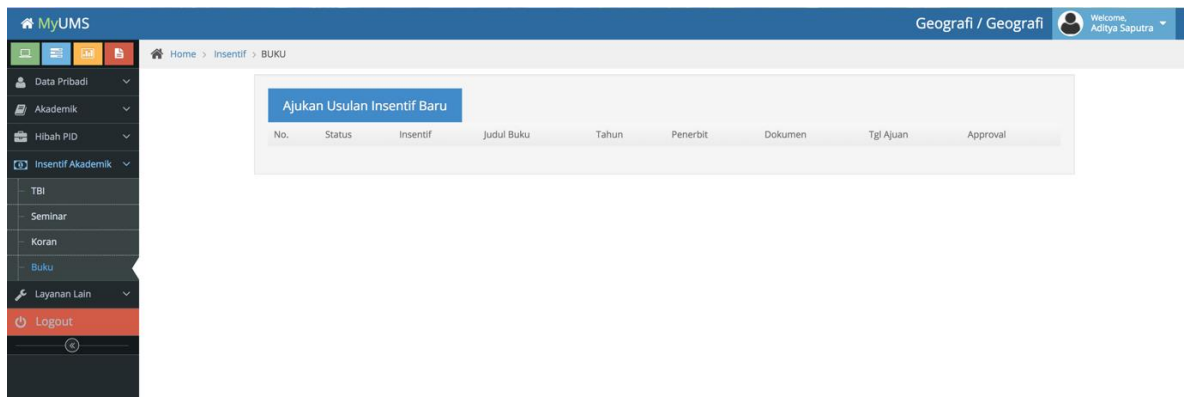 MyUMS
Geografi / Geografi
Welcome,
Aditya Saputra
Home > Insentif > BUKU
Data Pribadi
Akademik
Hibah PID
Insentif Akademik
TBI
Seminar
Koran
Buku
Layanan Lain
Logout
Ajukan Usulan Insentif Baru
No. Status Insentif Judul Buku Tahun Penerbit Dokumen Tgl Ajuan Approval